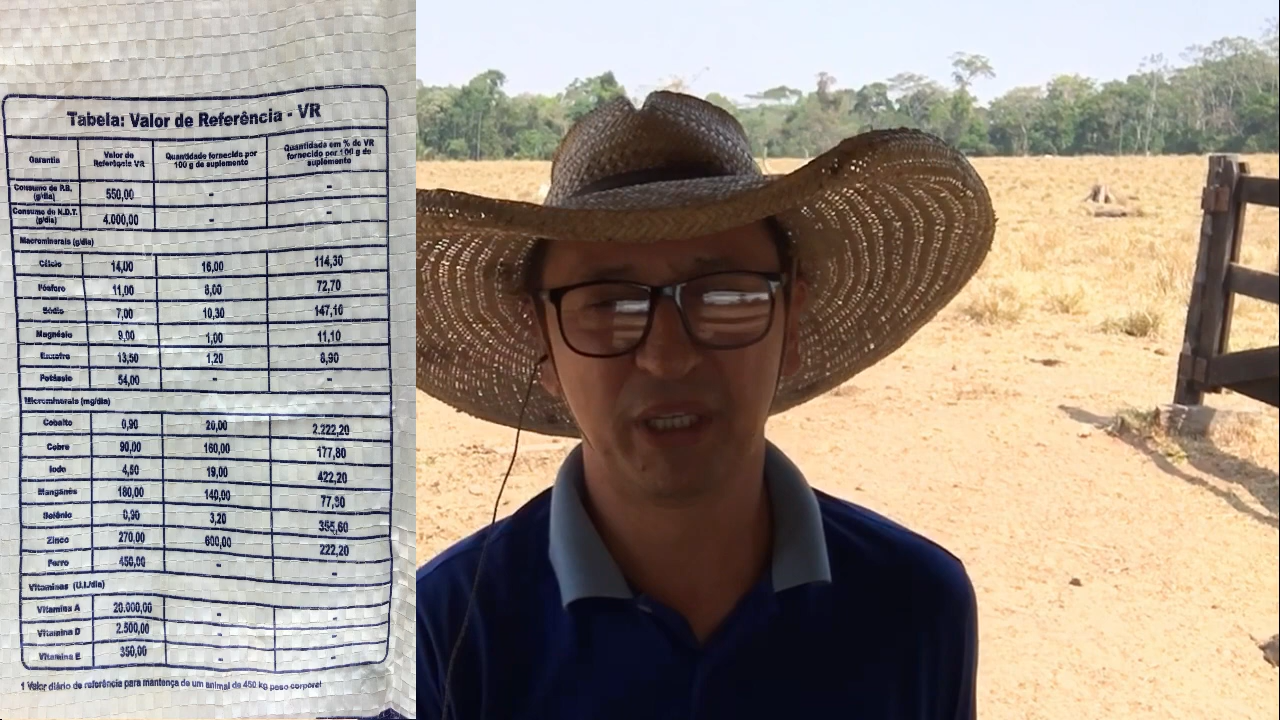 Tabela: Valor de Referência - VR
Garantia | Valor de Referência VR | Quantidade fornecido por 100 g de suplemento | Quantidade em % do VR fornecido por 100 g de suplemento
Consumo de P.B. (g/dia) | 550,00 | - | -
Consumo de N.D.T. (g/dia) | 4.000,00 | - | -
Macrominerais (g/dia)
Cálcio | 14,00 | 16,00 | 114,30
Fósforo | 11,00 | 8,00 | 72,70
Sódio | 7,00 | 10,30 | 147,10
Magnésio | 9,00 | 1,00 | 11,10
Enxofre | 13,50 | 1,20 | 8,90
Potássio | 54,00 | - | -
Microminerais (mg/dia)
Cobalto | 0,90 | 20,00 | 2.222,20
Cobre | 90,00 | 160,00 | 177,80
Iodo | 4,50 | 19,00 | 422,20
Manganês | 180,00 | 140,00 | 77,80
Selênio | 0,90 | 3,20 | 355,60
Zinco | 270,00 | 600,00 | 222,20
Ferro | 450,00 | - | -
Vitaminas (U.I./dia)
Vitamina A | 20.000,00 | - | -
Vitamina D | 2.500,00 | - | -
Vitamina E | 350,00 | - | -
1 Valor diário de referência para mantença de um animal de 450 kg peso corporal